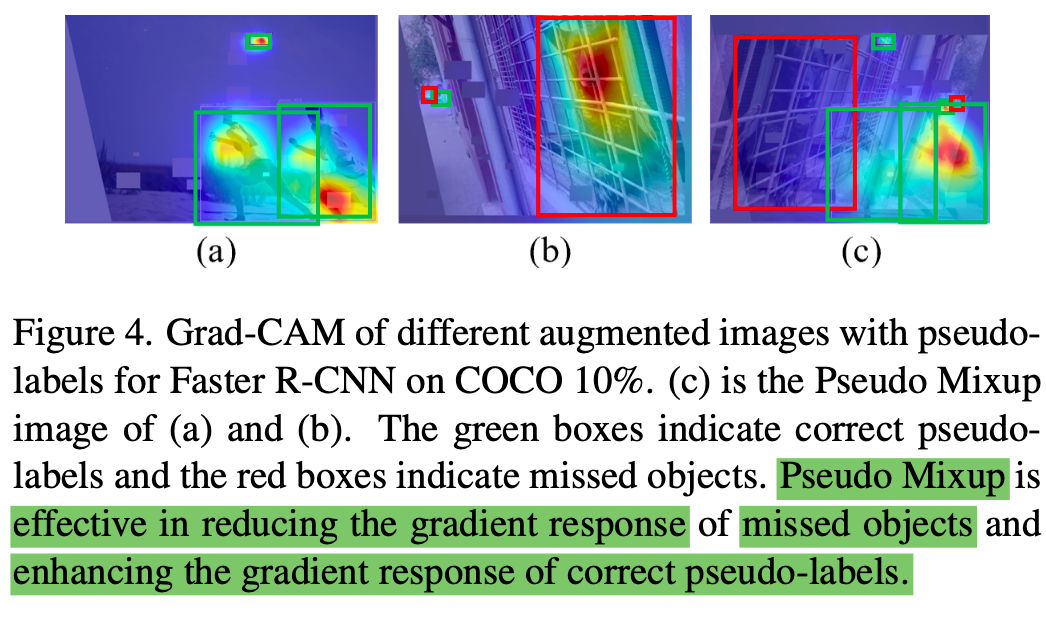 (a) (b) (c)
Figure 4. Grad-CAM of different augmented images with pseudo-
labels for Faster R-CNN on COCO 10%. (c) is the Pseudo Mixup
image of (a) and (b). The green boxes indicate correct pseudo-
labels and the red boxes indicate missed objects. Pseudo Mixup is
effective in reducing the gradient response of missed objects and
enhancing the gradient response of correct pseudo-labels.